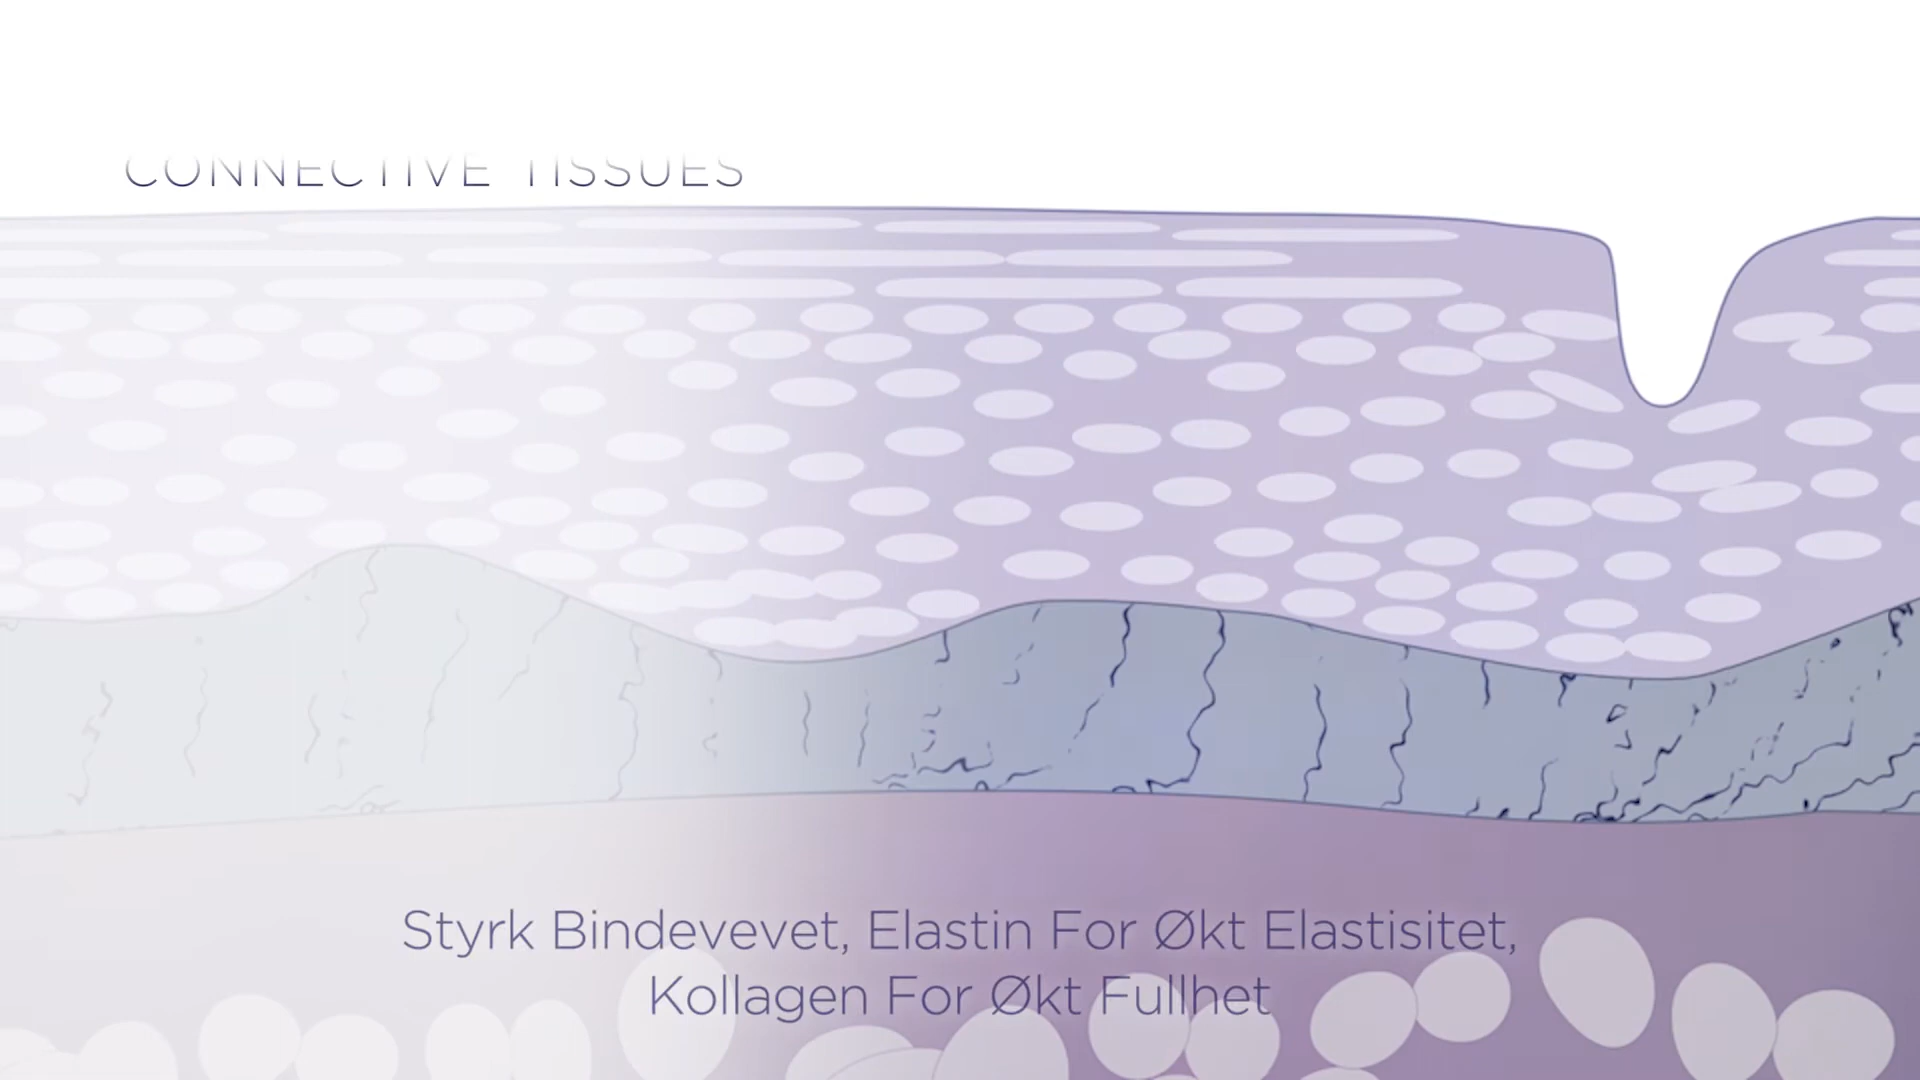 CONNECTIVE TISSUES
Styrk Bindevevet, Elastin For Økt Elastisitet,
Kollagen For Økt Fullhet